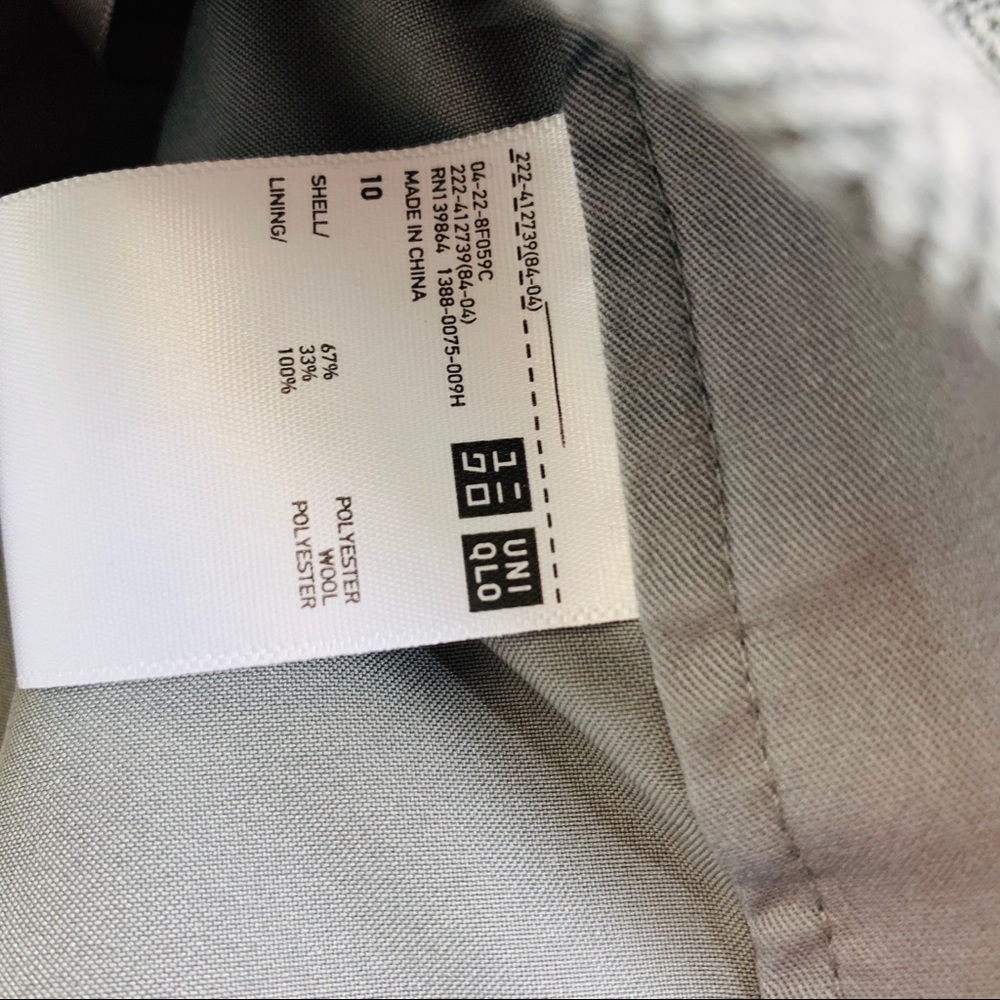 222-412739(84-04)
ユニ
クロ
UNI
QLO
04-22-8F059C
222-412739(84-04)
RN139864 1388-0075-009H
MADE IN CHINA
10
SHELL/ 67% POLYESTER
33% WOOL
LINING/ 100% POLYESTER